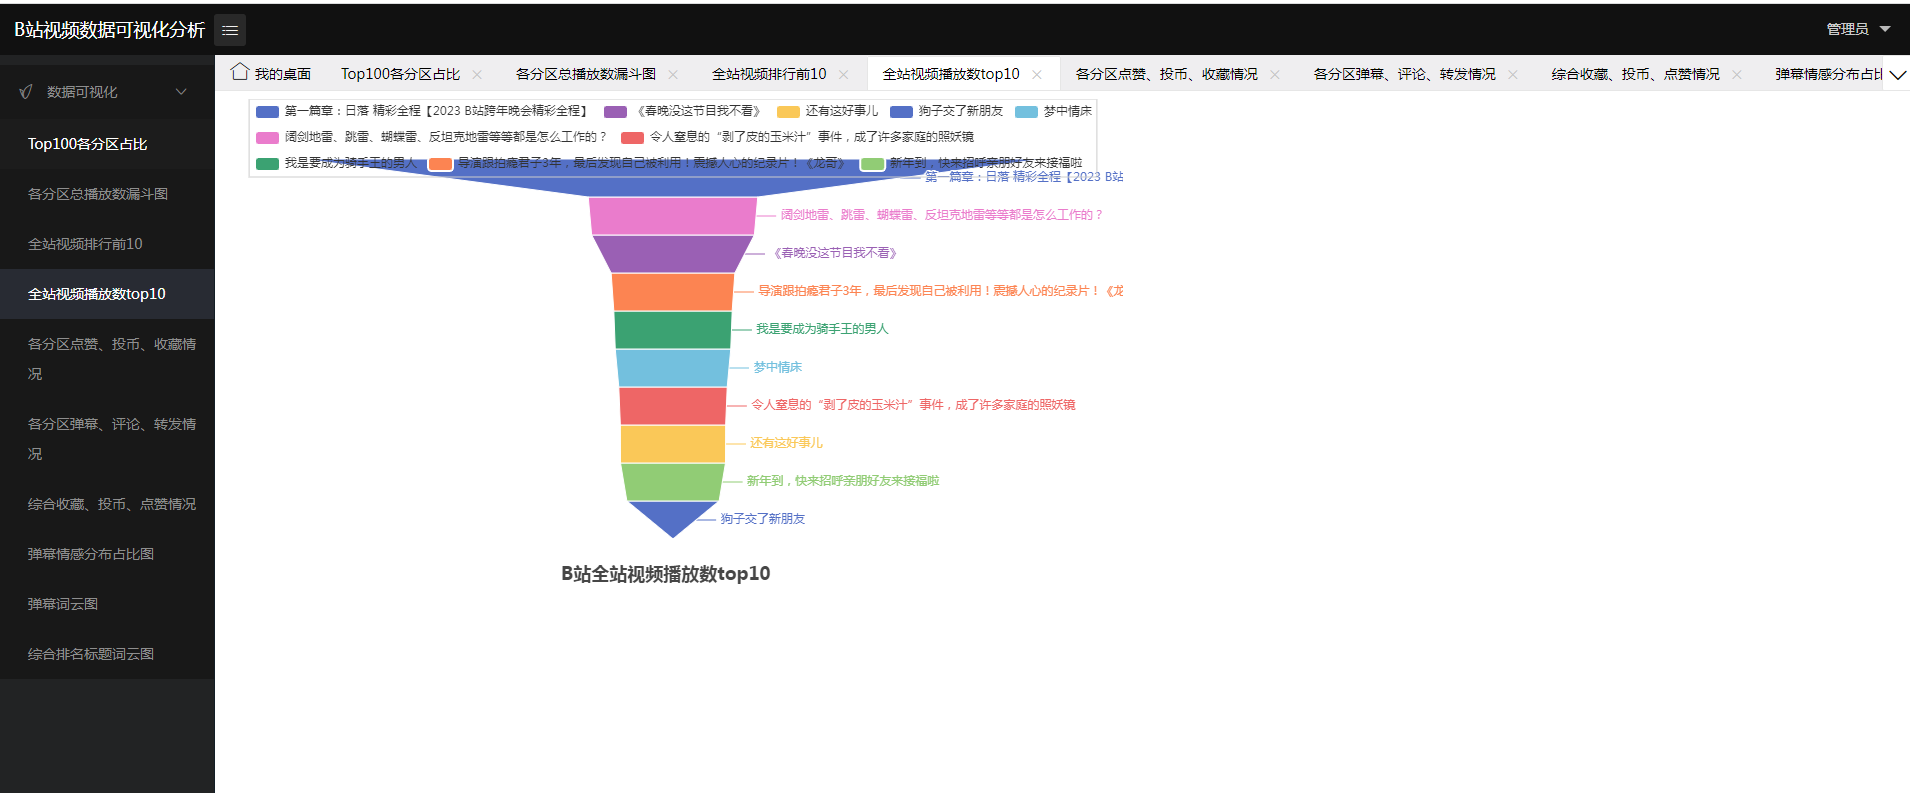 B站视频数据可视化分析
管理员
我的桌面 Top100各分区占比 各分区总播放数漏斗图 全站视频排行前10 全站视频播放数top10 各分区点赞、投币、收藏情况 各分区弹幕、评论、转发情况 综合收藏、投币、点赞情况 弹幕情感分布占比
数据可视化
Top100各分区占比
各分区总播放数漏斗图
全站视频排行前10
全站视频播放数top10
各分区点赞、投币、收藏情
况
各分区弹幕、评论、转发情
况
综合收藏、投币、点赞情况
弹幕情感分布占比图
弹幕词云图
综合排名标题词云图
第一篇章：日落 精彩全程【2023 B站跨年晚会精彩全程】 《春晚没这节目我不看》 还有这好事儿 狗子交了新朋友 梦中情床
阔剑地雷、跳雷、蝴蝶雷、反坦克地雷等等都是怎么工作的？ 令人窒息的“剥了皮的玉米汁”事件，成了许多家庭的照妖镜
我是要成为骑手王的男人 导演跟拍瘾君子3年，最后发现自己被利用！震撼人心的纪录片！《龙哥》 新年到，快来招呼亲朋好友来接福啦
第一篇章：日落 精彩全程【2023 B站
阔剑地雷、跳雷、蝴蝶雷、反坦克地雷等等都是怎么工作的？
《春晚没这节目我不看》
导演跟拍瘾君子3年，最后发现自己被利用！震撼人心的纪录片！《龙
我是要成为骑手王的男人
梦中情床
令人窒息的“剥了皮的玉米汁”事件，成了许多家庭的照妖镜
还有这好事儿
新年到，快来招呼亲朋好友来接福啦
狗子交了新朋友
B站全站视频播放数top10